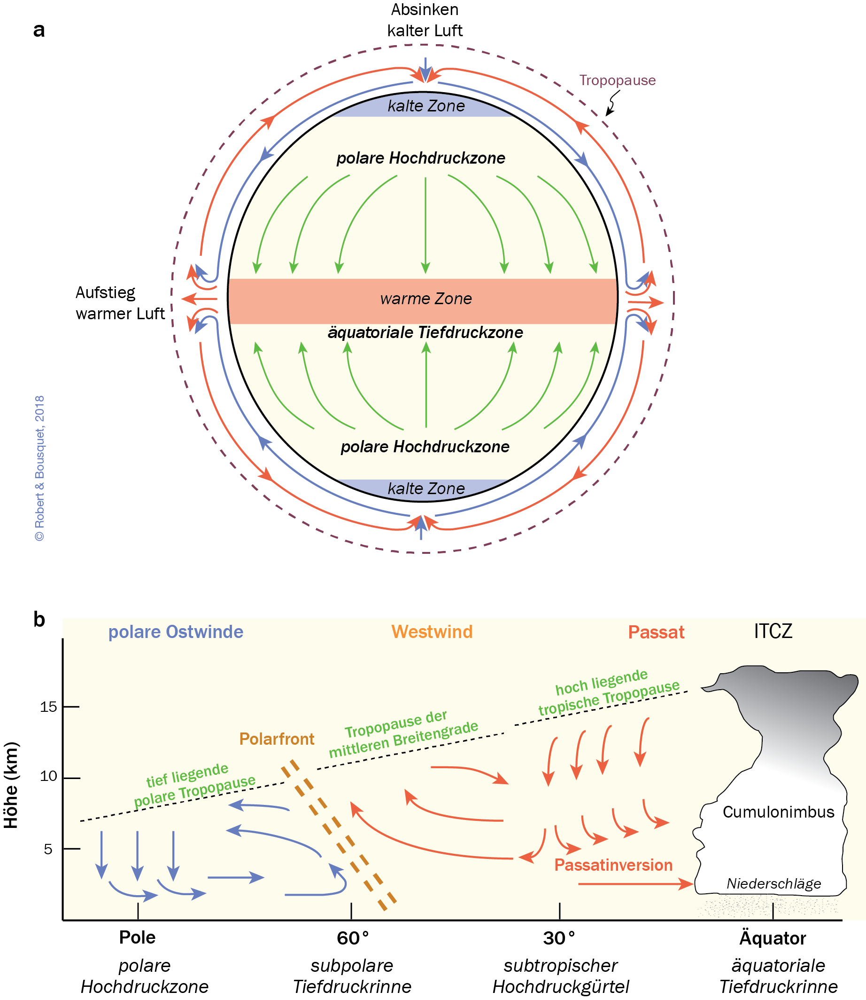 a
Absinken
kalter Luft
Tropopause
kalte Zone
polare Hochdruckzone
Aufstieg
warmer Luft
warme Zone
äquatoriale Tiefdruckzone
polare Hochdruckzone
kalte Zone
© Robert & Bousquet, 2018
b
polare Ostwinde
Westwind
Passat
ITCZ
hoch liegende
tropische Tropopause
15
Tropopause der
mittleren Breitengrade
Polarfront
10
tief liegende
polare Tropopause
Höhe (km)
Cumulonimbus
5
Passatinversion
Niederschläge
Pole
60°
30°
Äquator
polare
Hochdruckzone
subpolare
Tiefdruckrinne
subtropischer
Hochdruckgürtel
äquatoriale
Tiefdruckrinne